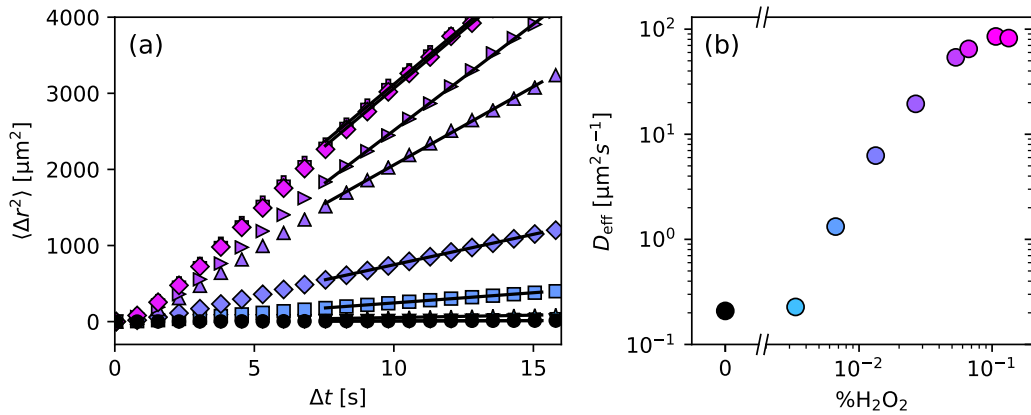 (a)
4000
3000
2000
1000
0
⟨Δr²⟩ [µm²]
0
5
10
15
Δt [s]
(b)
10²
10¹
10⁰
10⁻¹
D_eff [µm²s⁻¹]
0
10⁻²
10⁻¹
%H₂O₂